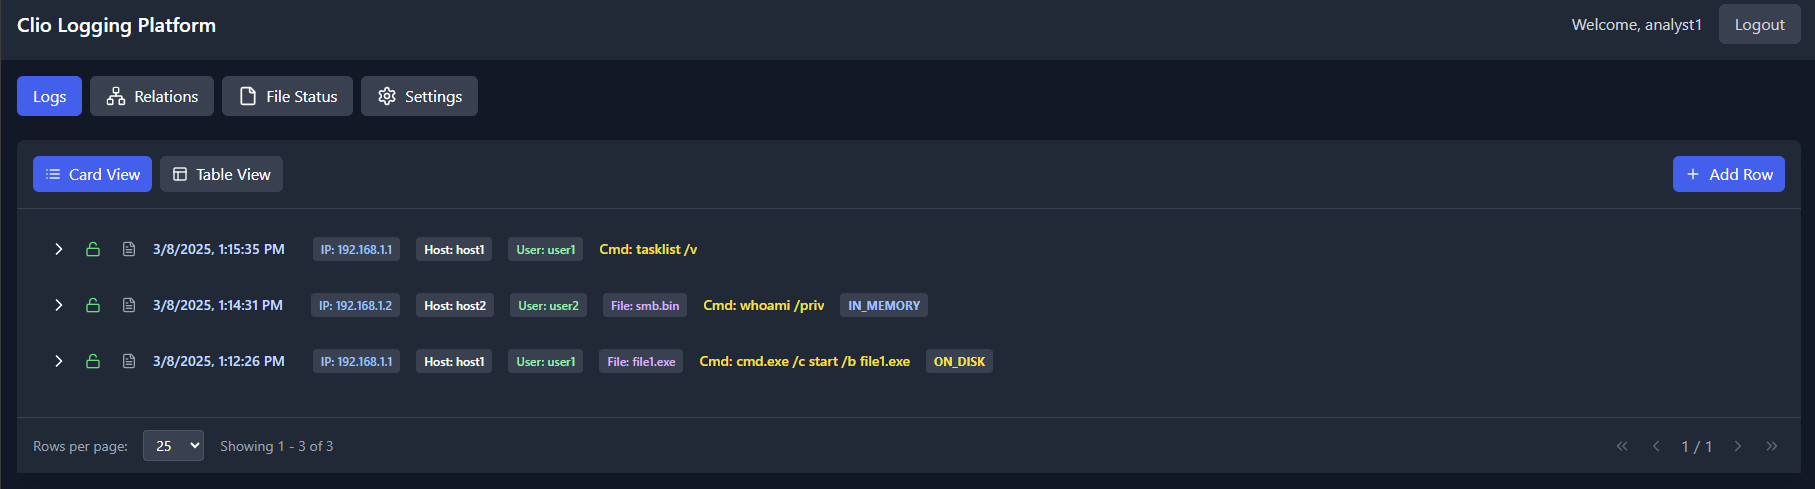 Clio Logging Platform
Welcome, analyst1
Logout
Logs
Relations
File Status
Settings
Card View
Table View
+ Add Row
3/8/2025, 1:15:35 PM IP: 192.168.1.1 Host: host1 User: user1 Cmd: tasklist /v
3/8/2025, 1:14:31 PM IP: 192.168.1.2 Host: host2 User: user2 File: smb.bin Cmd: whoami /priv IN_MEMORY
3/8/2025, 1:12:26 PM IP: 192.168.1.1 Host: host1 User: user1 File: file1.exe Cmd: cmd.exe /c start /b file1.exe ON_DISK
Rows per page: 25 Showing 1 - 3 of 3
« ‹ 1 / 1 › »